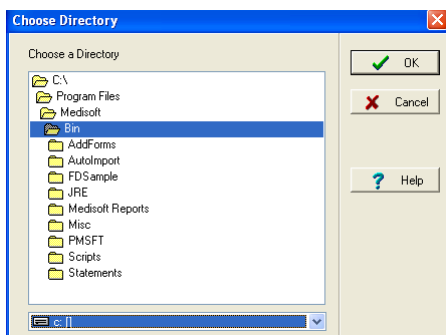 Choose Directory
Choose a Directory
C:\
Program Files
Medisoft
Bin
AddForms
AutoImport
FDSample
JRE
Medisoft Reports
Misc
PMSFT
Scripts
Statements
c: []
OK
Cancel
Help